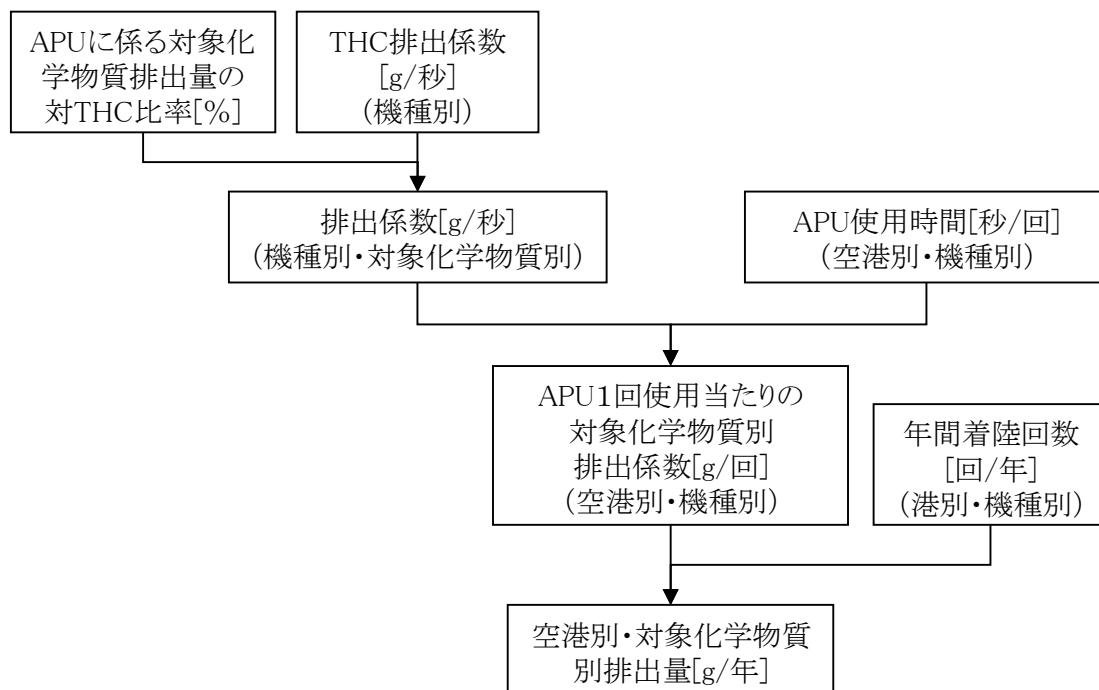 APUに係る対象化
学物質排出量の
対THC比率[%]
THC排出係数
[g/秒]
(機種別)
排出係数[g/秒]
(機種別・対象化学物質別)
APU使用時間[秒/回]
(空港別・機種別)
APU1回使用当たりの
対象化学物質別
排出係数[g/回]
(空港別・機種別)
年間着陸回数
[回/年]
(港別・機種別)
空港別・対象化学物質
別排出量[g/年]